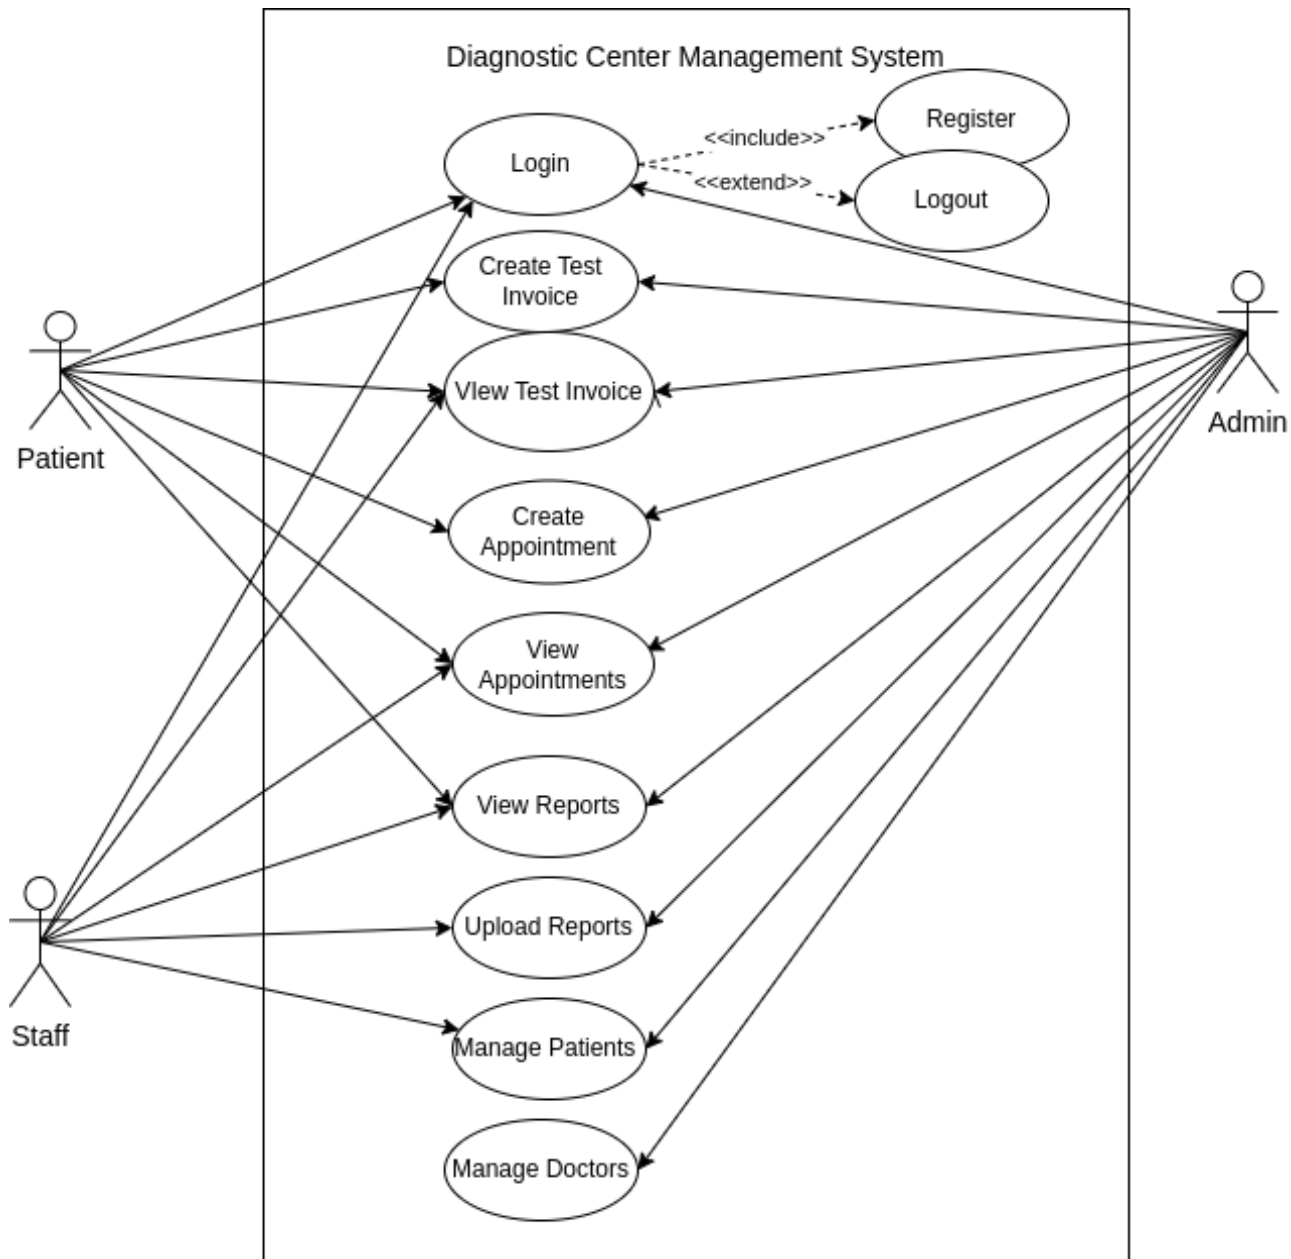 Diagnostic Center Management System
Register
<<include>>
Login
<<extend>>
Logout
Create Test
Invoice
VIew Test Invoice
Patient
Admin
Create
Appointment
View
Appointments
View Reports
Upload Reports
Staff
Manage Patients
Manage Doctors